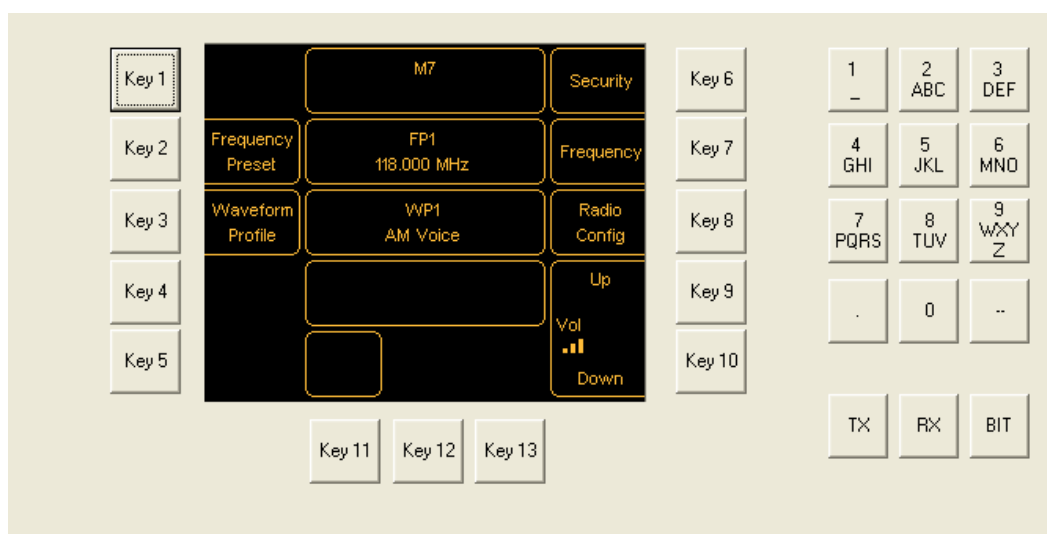 Key 1
M7
Security
Key 6
1
_
2
ABC
3
DEF
Key 2
Frequency
Preset
FP1
118.000 MHz
Frequency
Key 7
4
GHI
5
JKL
6
MNO
Key 3
Waveform
Profile
WP1
AM Voice
Radio
Config
Key 8
7
PQRS
8
TUV
9
WXY
Z
Key 4
Up
Key 9
.
0
--
Key 5
Vol
Down
Key 10
Key 11
Key 12
Key 13
TX
RX
BIT